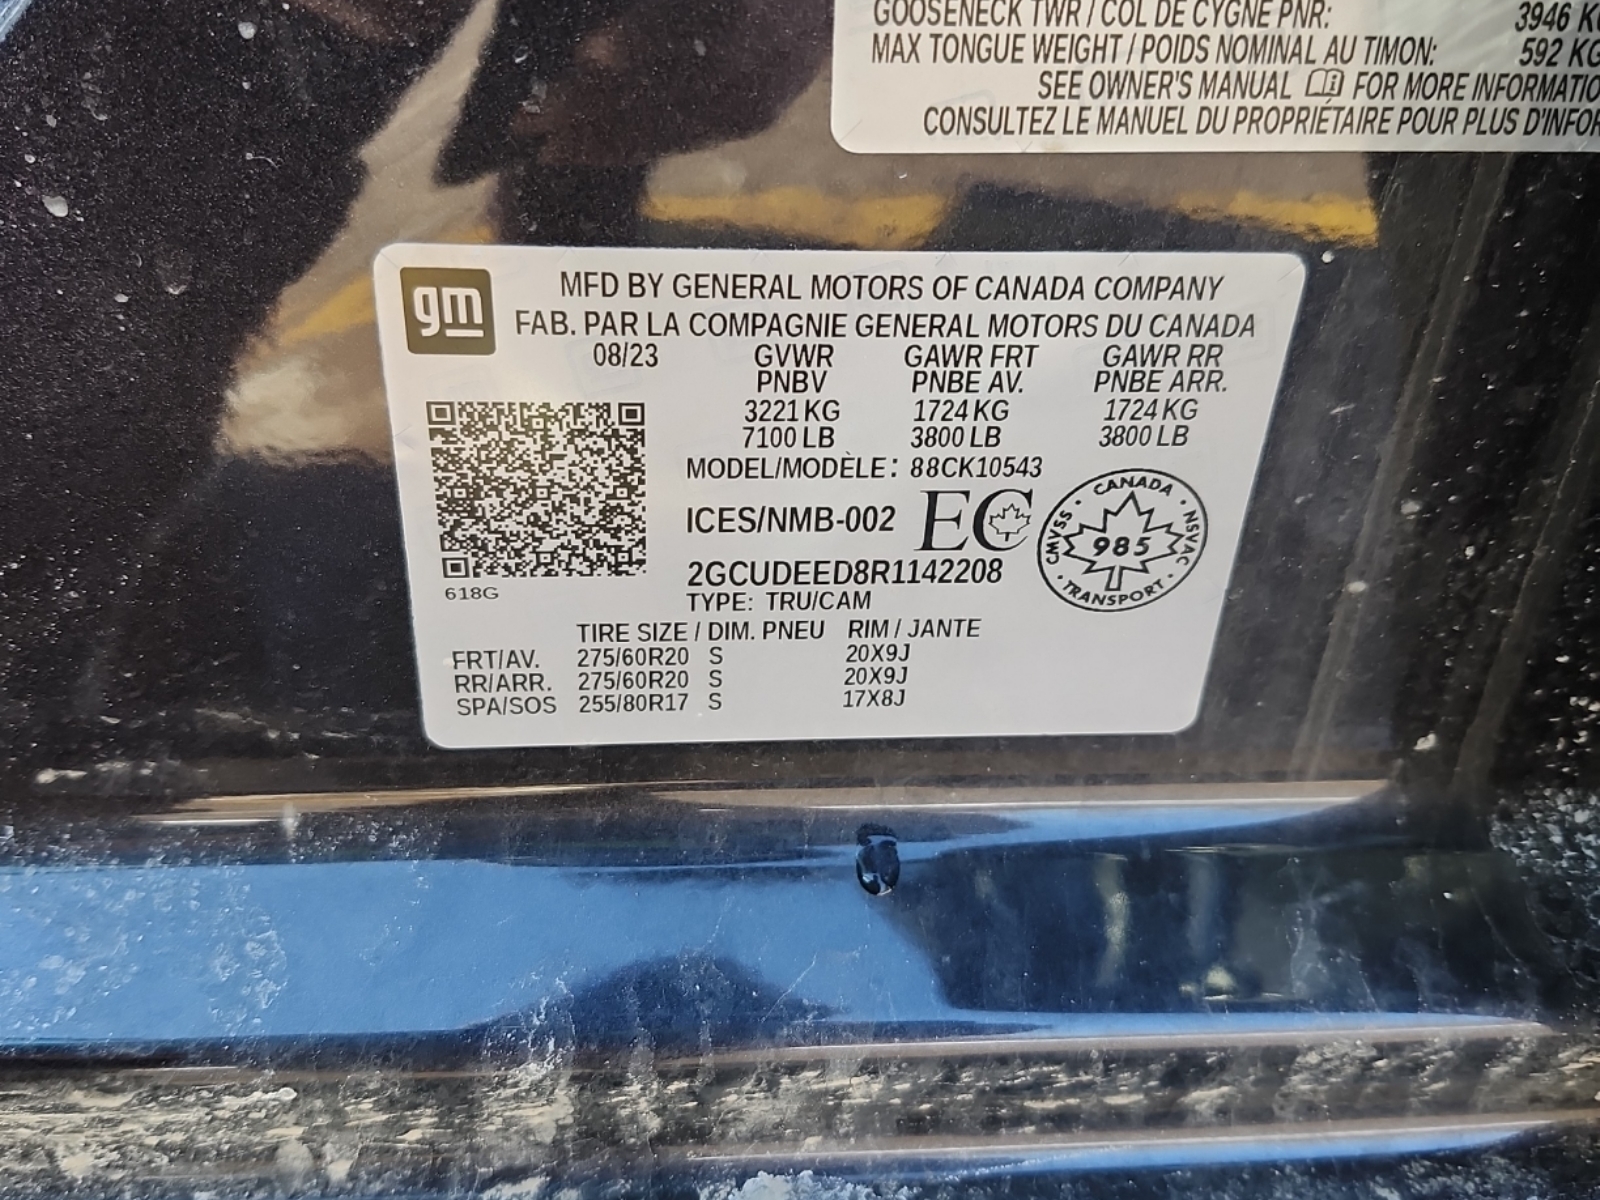 GOOSENECK TWR / COL DE CYGNE PNR: 3946
MAX TONGUE WEIGHT / POIDS NOMINAL AU TIMON: 592 KG
SEE OWNER'S MANUAL FOR MORE
CONSULTEZ LE MANUEL DU PROPRIÉTAIRE POUR PLUS
gm
MFD BY GENERAL MOTORS OF CANADA COMPANY
FAB. PAR LA COMPAGNIE GENERAL MOTORS DU CANADA
08/23 GVWR GAWR FRT GAWR RR
PNBV PNBE AV. PNBE ARR.
3221 KG 1724 KG 1724 KG
7100 LB 3800 LB 3800 LB
MODEL/MODÈLE: 88CK10543
ICES/NMB-002 EC
CANADA
CMVSS 985 NSVAC
TRANSPORT
2GCUDEED8R1142208
618G
TYPE: TRU/CAM
TIRE SIZE / DIM. PNEU RIM / JANTE
FRT/AV. 275/60R20 S 20X9J
RR/ARR. 275/60R20 S 20X9J
SPA/SOS 255/80R17 S 17X8J